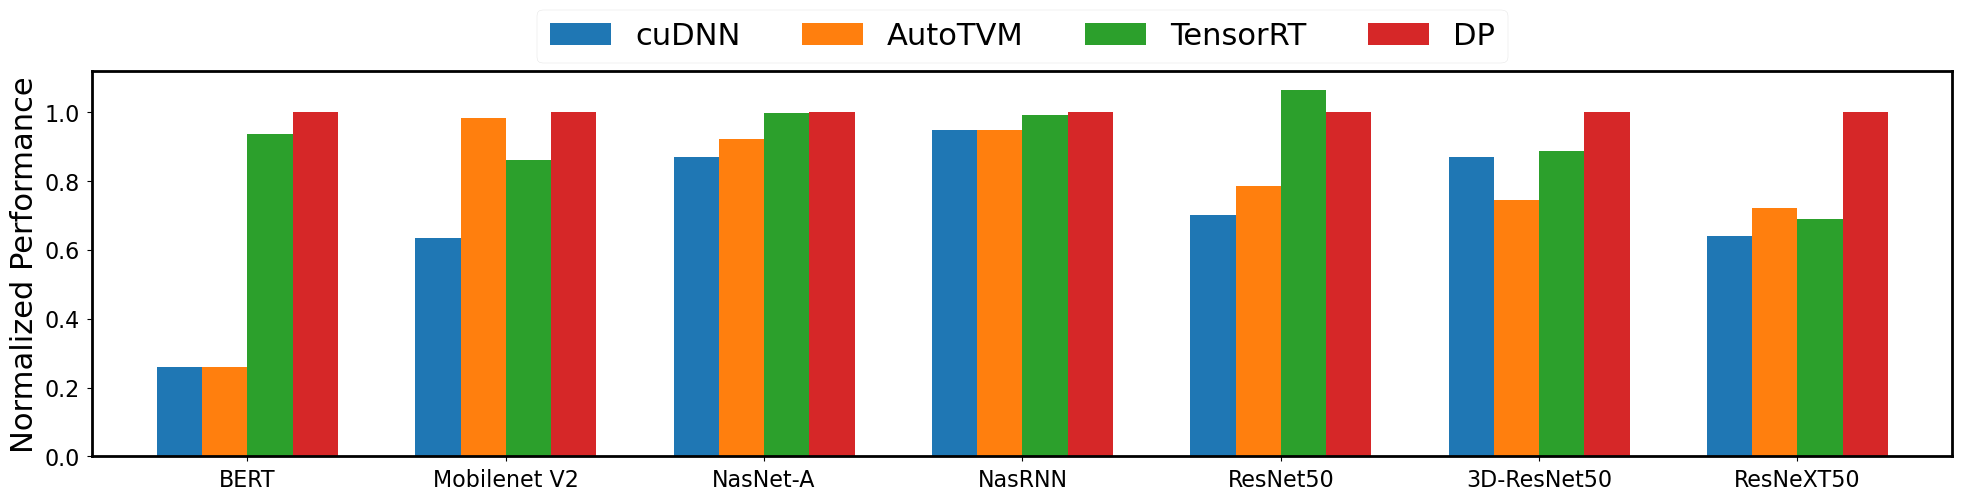 cuDNN AutoTVM TensorRT DP
Normalized Performance
1.0
0.8
0.6
0.4
0.2
0.0
BERT Mobilenet V2 NasNet-A NasRNN ResNet50 3D-ResNet50 ResNeXT50